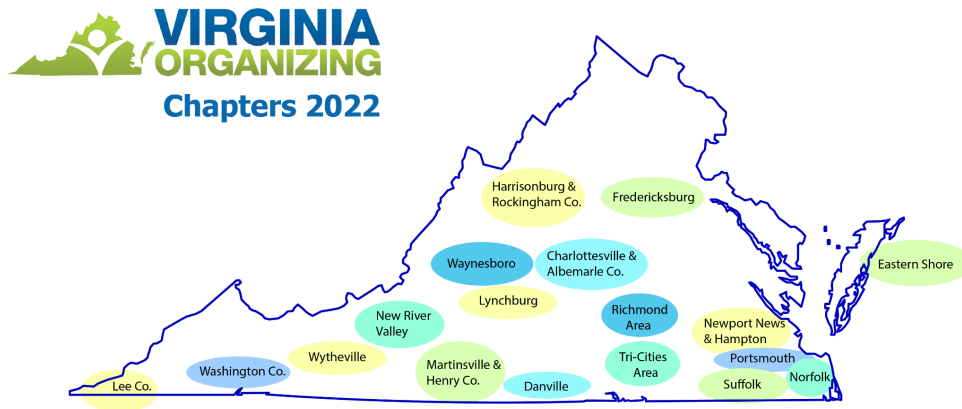 VIRGINIA
ORGANIZING
Chapters 2022
Harrisonburg &
Rockingham Co.
Fredericksburg
Waynesboro
Charlottesville &
Albemarle Co.
Eastern Shore
Lynchburg
New River
Valley
Richmond
Area
Newport News
& Hampton
Wytheville
Martinsville &
Henry Co.
Tri-Cities
Area
Portsmouth
Washington Co.
Lee Co.
Danville
Suffolk
Norfolk